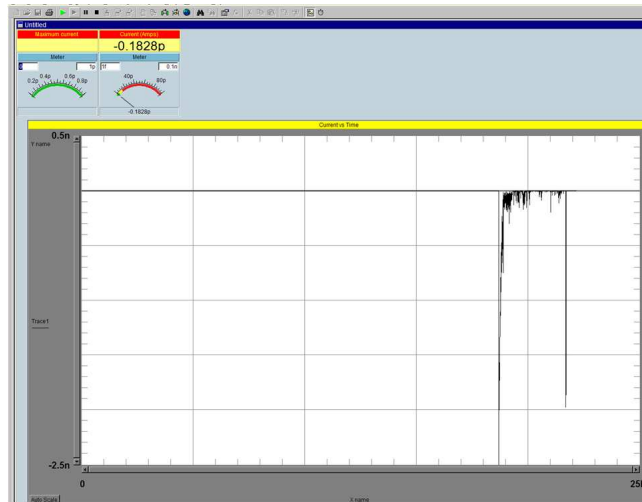 Untitled
Maximum current
Current (Amps)
-0.1828p
Meter
Meter
1p
1f
0.1n
0.2p
0.4p
0.6p
0.8p
40p
80p
-0.1828p
Current vs Time
0.5n
Y name
Trace1
-2.5n
0
Auto Scale
X name